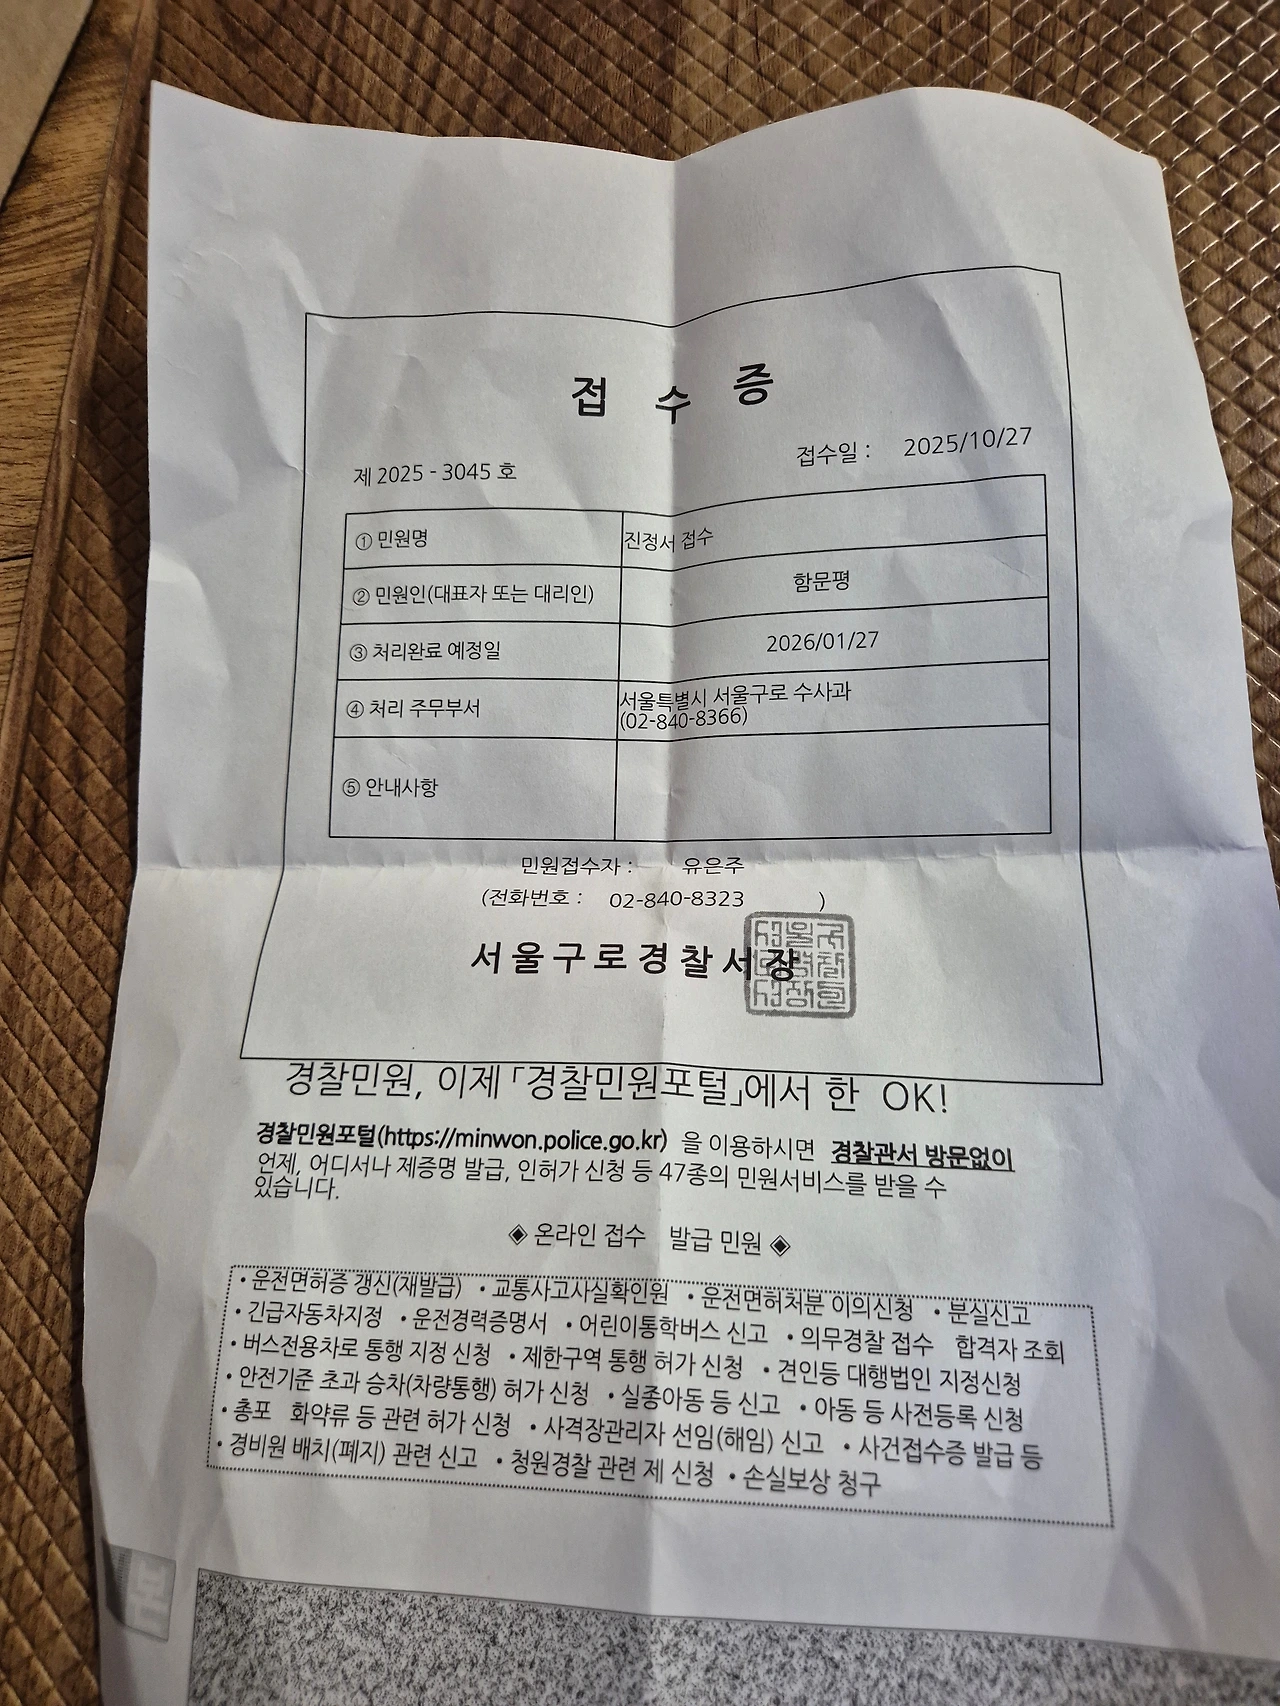 접 수 증
제 2025 - 3045 호
접수일 : 2025/10/27
① 민원명 진정서 접수
② 민원인(대표자 또는 대리인) 함문평
③ 처리완료 예정일 2026/01/27
④ 처리 주무부서 서울특별시 서울구로 수사과
(02-840-8366)
⑤ 안내사항
민원접수자 : 유은주
(전화번호 : 02-840-8323 )
서울구로경찰서장
경찰민원, 이제 「경찰민원포털」에서 한 OK!
경찰민원포털(https://minwon.police.go.kr) 을 이용하시면 경찰관서 방문없이
언제, 어디서나 제증명 발급, 인허가 신청 등 47종의 민원서비스를 받을 수
있습니다.
◈ 온라인 접수 발급 민원 ◈
• 운전면허증 갱신(재발급) • 교통사고사실확인원 • 운전면허처분 이의신청 • 분실신고
• 긴급자동차지정 • 운전경력증명서 • 어린이통학버스 신고 • 의무경찰 접수 합격자 조회
• 버스전용차로 통행 지정 신청 • 제한구역 통행 허가 신청 • 견인등 대행법인 지정신청
• 안전기준 초과 승차(차량통행) 허가 신청 • 실종아동 등 신고 • 아동 등 사전등록 신청
• 총포 화약류 등 관련 허가 신청 • 사격장관리자 선임(해임) 신고 • 사건접수증 발급 등
• 경비원 배치(폐지) 관련 신고 • 청원경찰 관련 제 신청 • 손실보상 청구
본